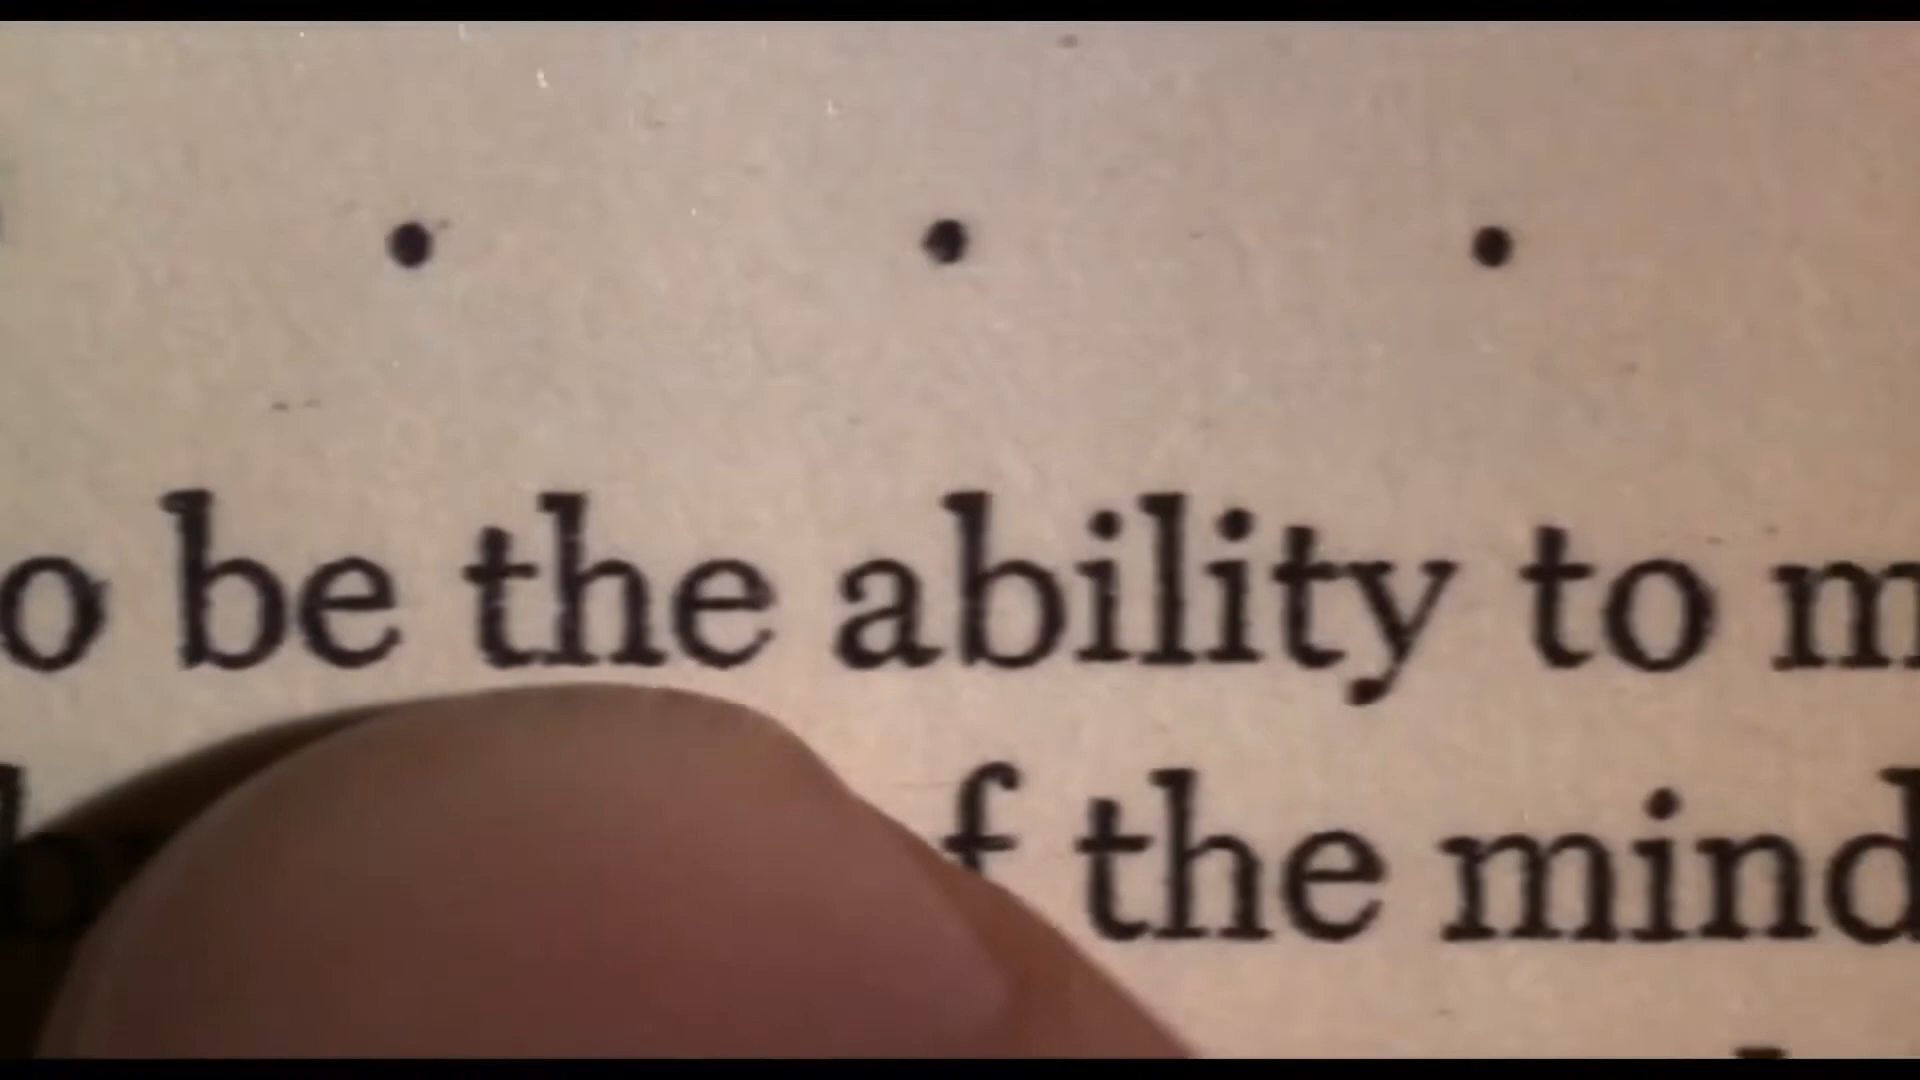 • • •
o be the ability to m
f the mind